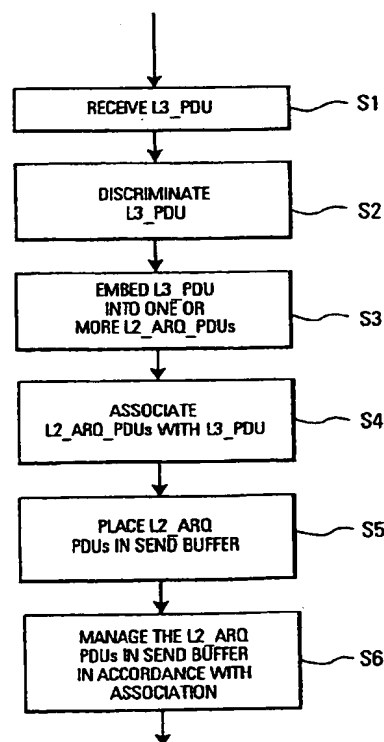 RECEIVE L3_PDU
S1
DISCRIMINATE
L3_PDU
S2
EMBED L3_PDU
INTO ONE OR
MORE L2_ARQ_PDUs
S3
ASSOCIATE
L2_ARQ_PDUs WITH L3_PDU
S4
PLACE L2_ARQ
PDUs IN SEND BUFFER
S5
MANAGE THE L2_ARQ
PDUs IN SEND BUFFER
IN ACCORDANCE WITH
ASSOCIATION
S6